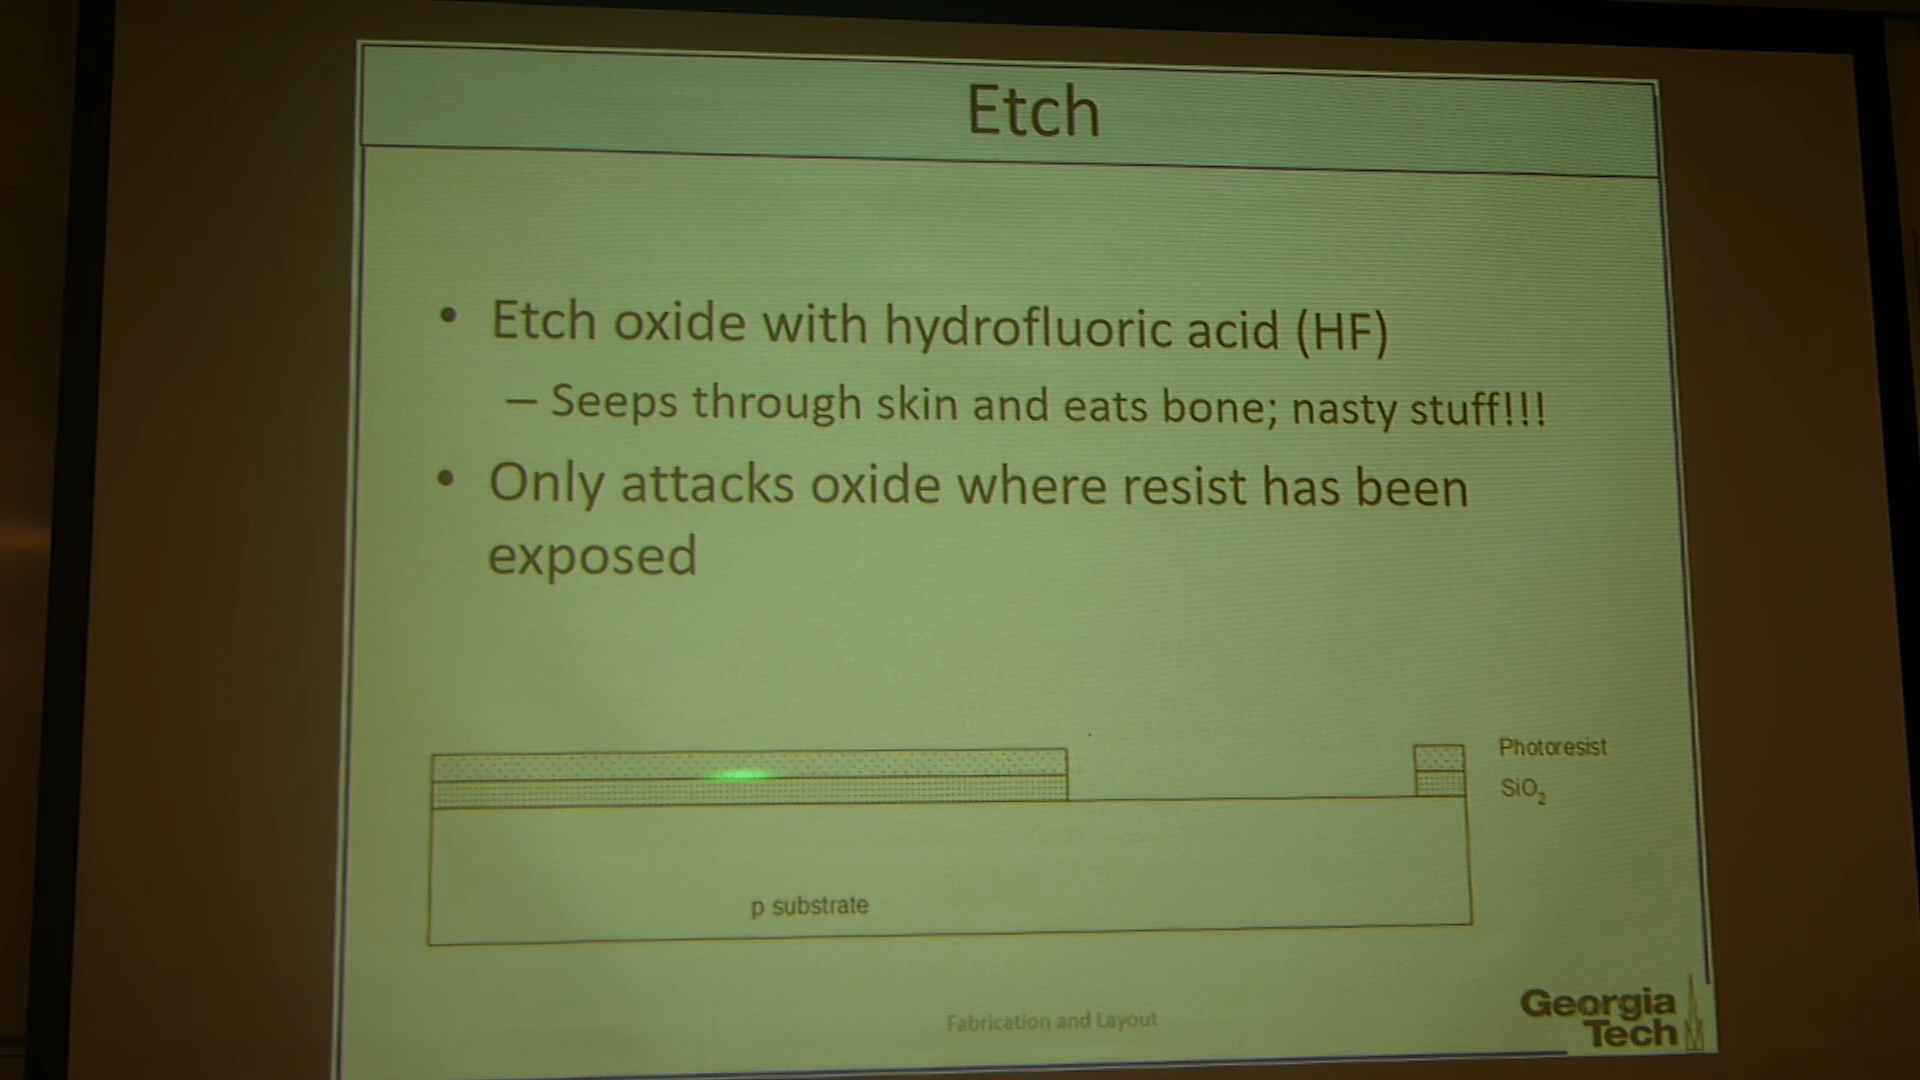 Etch
• Etch oxide with hydrofluoric acid (HF)
– Seeps through skin and eats bone; nasty stuff!!!
• Only attacks oxide where resist has been
exposed
Photoresist
SiO₂
p substrate
Fabrication and Layout
Georgia
Tech